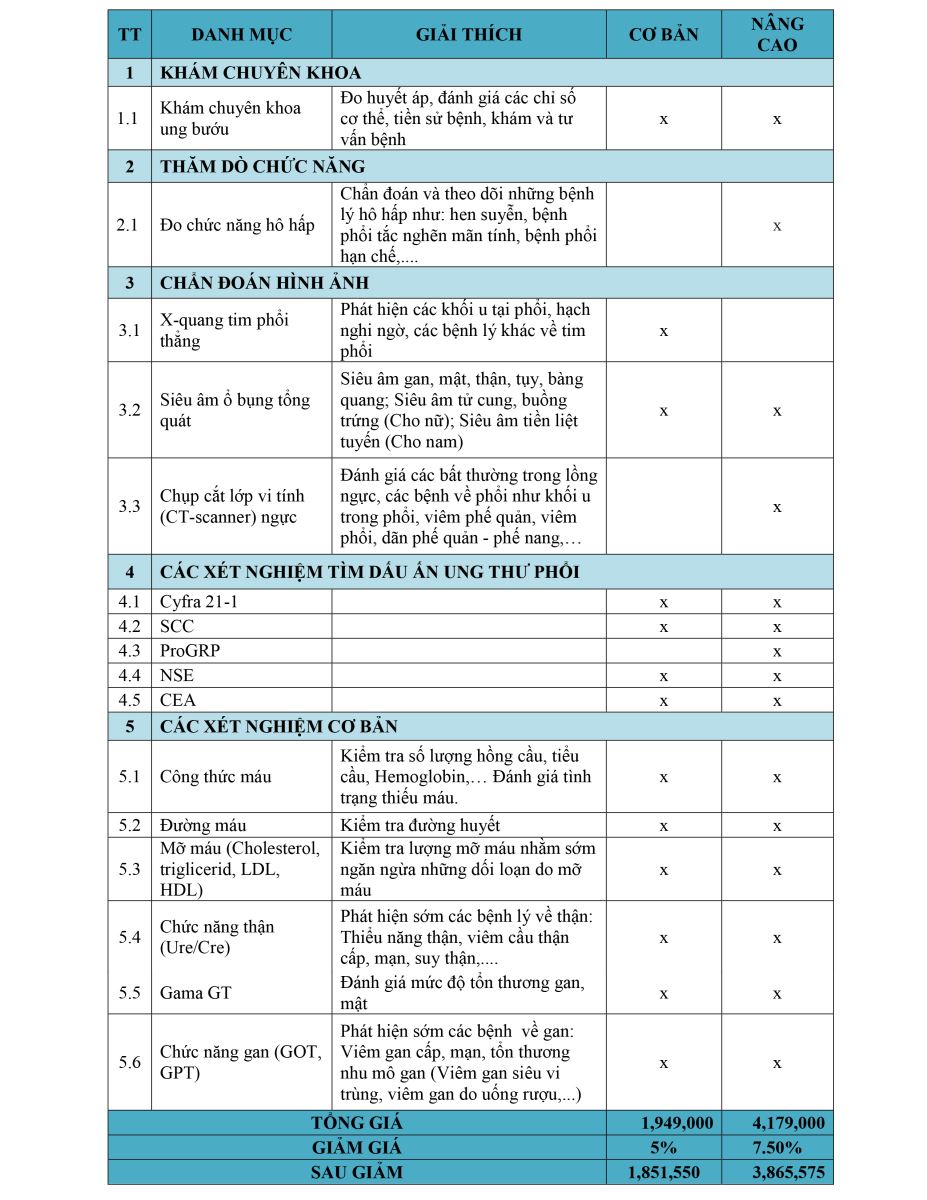 TT DANH MỤC GIẢI THÍCH CƠ BẢN NÂNG
CAO
1 KHÁM CHUYÊN KHOA
1.1 Khám chuyên khoa
ung bướu
Đo huyết áp, đánh giá các chỉ số
cơ thể, tiền sử bệnh, khám và tư
vấn bệnh
x x
2 THĂM DÒ CHỨC NĂNG
2.1 Đo chức năng hô hấp
Chẩn đoán và theo dõi những bệnh
lý hô hấp như: hen suyễn, bệnh
phổi tắc nghẽn mãn tính, bệnh phổi
hạn chế,....
x
3 CHẨN ĐOÁN HÌNH ẢNH
3.1 X-quang tim phổi
thẳng
Phát hiện các khối u tại phổi, hạch
nghi ngờ, các bệnh lý khác về tim
phổi
x
3.2 Siêu âm ổ bụng tổng
quát
Siêu âm gan, mật, thận, tụy, bàng
quang; Siêu âm tử cung, buồng
trứng (Cho nữ); Siêu âm tiền liệt
tuyến (Cho nam)
x x
3.3 Chụp cắt lớp vi tính
(CT-scanner) ngực
Đánh giá các bất thường trong lồng
ngực, các bệnh về phổi như khối u
trong phổi, viêm phế quản, viêm
phổi, dãn phế quản - phế nang,…
x
4 CÁC XÉT NGHIỆM TÌM DẤU ẤN UNG THƯ PHỔI
4.1 Cyfra 21-1 x x
4.2 SCC x x
4.3 ProGRP x
4.4 NSE x x
4.5 CEA x x
5 CÁC XÉT NGHIỆM CƠ BẢN
5.1 Công thức máu
Kiểm tra số lượng hồng cầu, tiểu
cầu, Hemoglobin,… Đánh giá tình
trạng thiếu máu.
x x
5.2 Đường máu Kiểm tra đường huyết x x
5.3 Mỡ máu (Cholesterol,
triglicerid, LDL,
HDL)
Kiểm tra lượng mỡ máu nhằm sớm
ngăn ngừa những dối loạn do mỡ
máu
x x
5.4 Chức năng thận
(Ure/Cre)
Phát hiện sớm các bệnh lý về thận:
Thiểu năng thận, viêm cầu thận
cấp, mạn, suy thận,....
x x
5.5 Gama GT
Đánh giá mức độ tổn thương gan,
mật
x x
5.6 Chức năng gan (GOT,
GPT)
Phát hiện sớm các bệnh về gan:
Viêm gan cấp, mạn, tổn thương
nhu mô gan (Viêm gan siêu vi
trùng, viêm gan do uống rượu,...)
x x
TỔNG GIÁ 1,949,000 4,179,000
GIẢM GIÁ 5% 7.50%
SAU GIẢM 1,851,550 3,865,575